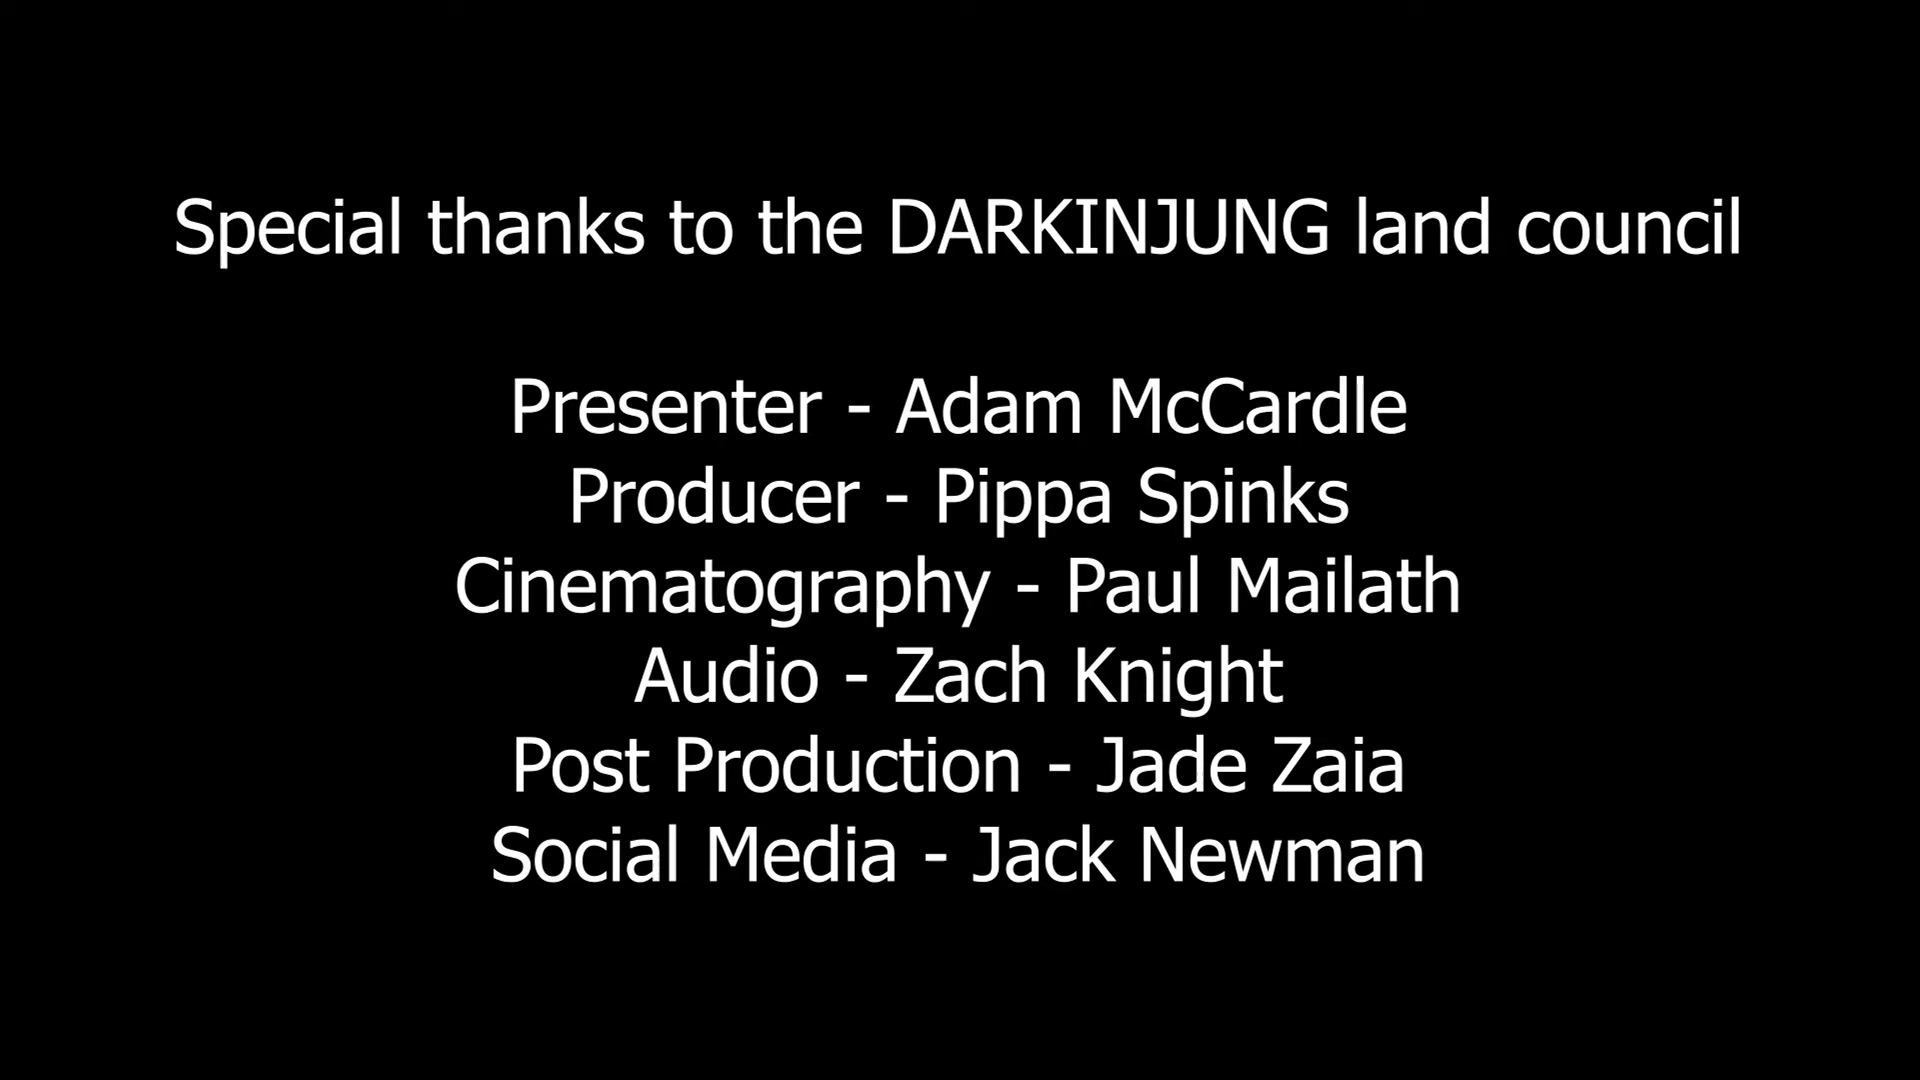 Special thanks to the DARKINJUNG land council
Presenter - Adam McCardle
Producer - Pippa Spinks
Cinematography - Paul Mailath
Audio - Zach Knight
Post Production - Jade Zaia
Social Media - Jack Newman